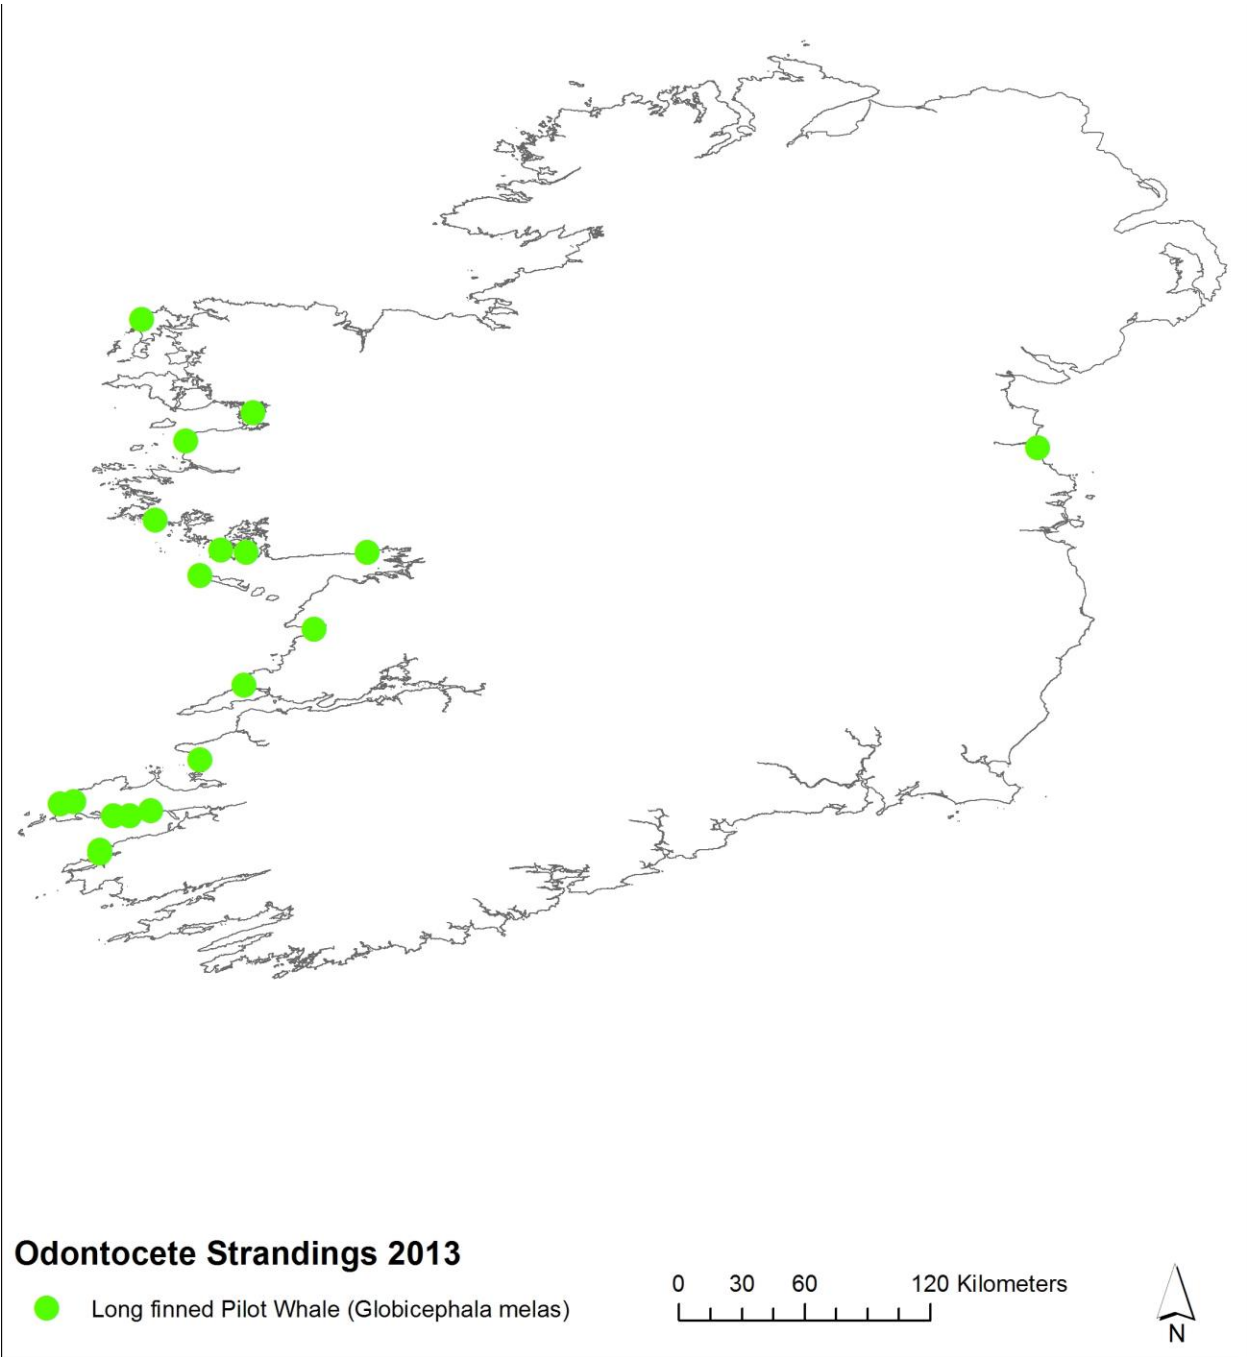 Odontocete Strandings 2013
Long finned Pilot Whale (Globicephala melas)
0 30 60 120 Kilometers
N